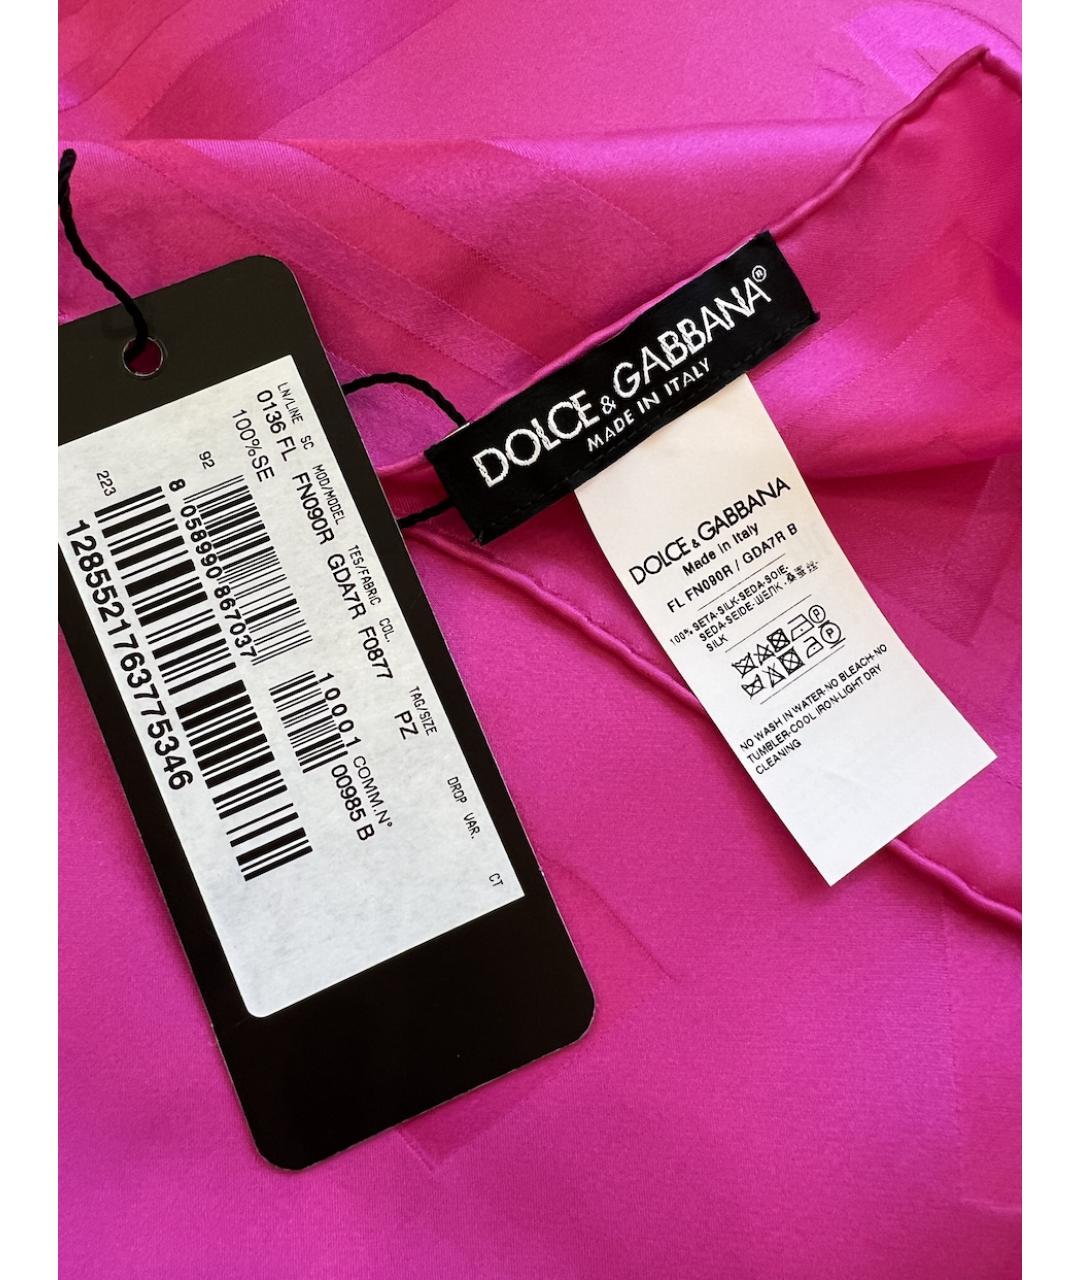 DOLCE & GABBANA®
MADE IN ITALY
LN/LINE SC MOD/MODEL TES/FABRIC COL. TAG/SIZE DROP VAR. CT
0136 FL FN090R GDA7R F0877 PZ
100%SE
92
8 058990 867037
10001 COMM.N°
00985 B
223
1285521763775346
DOLCE & GABBANA
Made in Italy
FL FN090R / GDA7R B
100% SETA-SILK-SEDA-SOIE-
SEDA-SEIDE-ШЕЛК-
SILK
P
NO WASH IN WATER-NO BLEACH-NO
TUMBLER-COOL IRON-LIGHT DRY
CLEANING